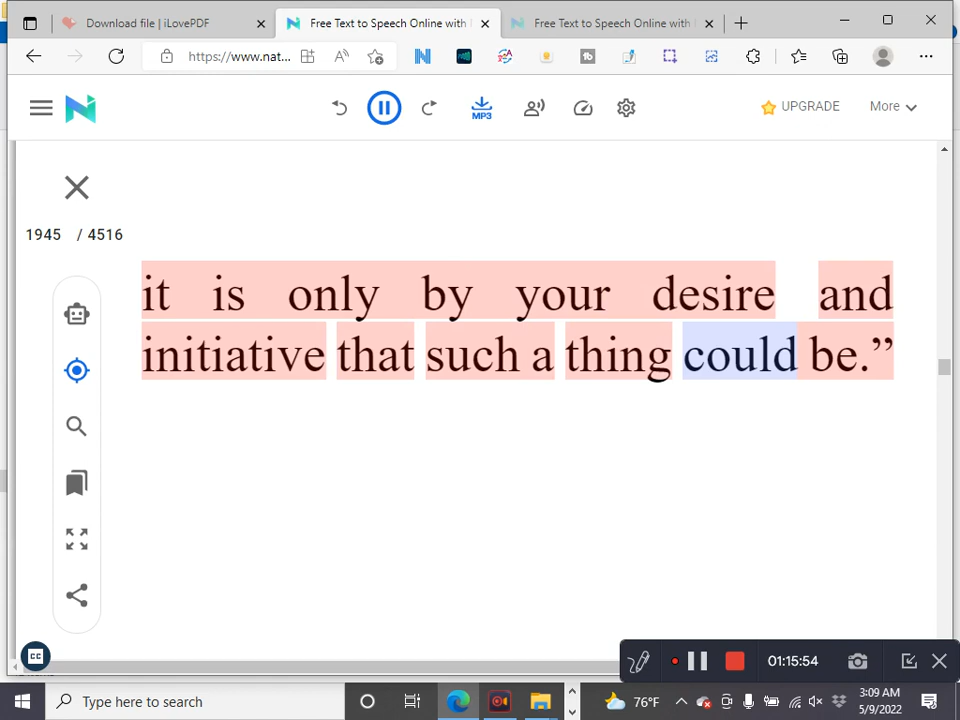 Download file | iLovePDF
Free Text to Speech Online with
Free Text to Speech Online with
https://www.nat...
MP3
UPGRADE
More
1945 / 4516
it is only by your desire and
initiative that such a thing could be.”
CC
01:15:54
Type here to search
76°F
3:09 AM
5/9/2022